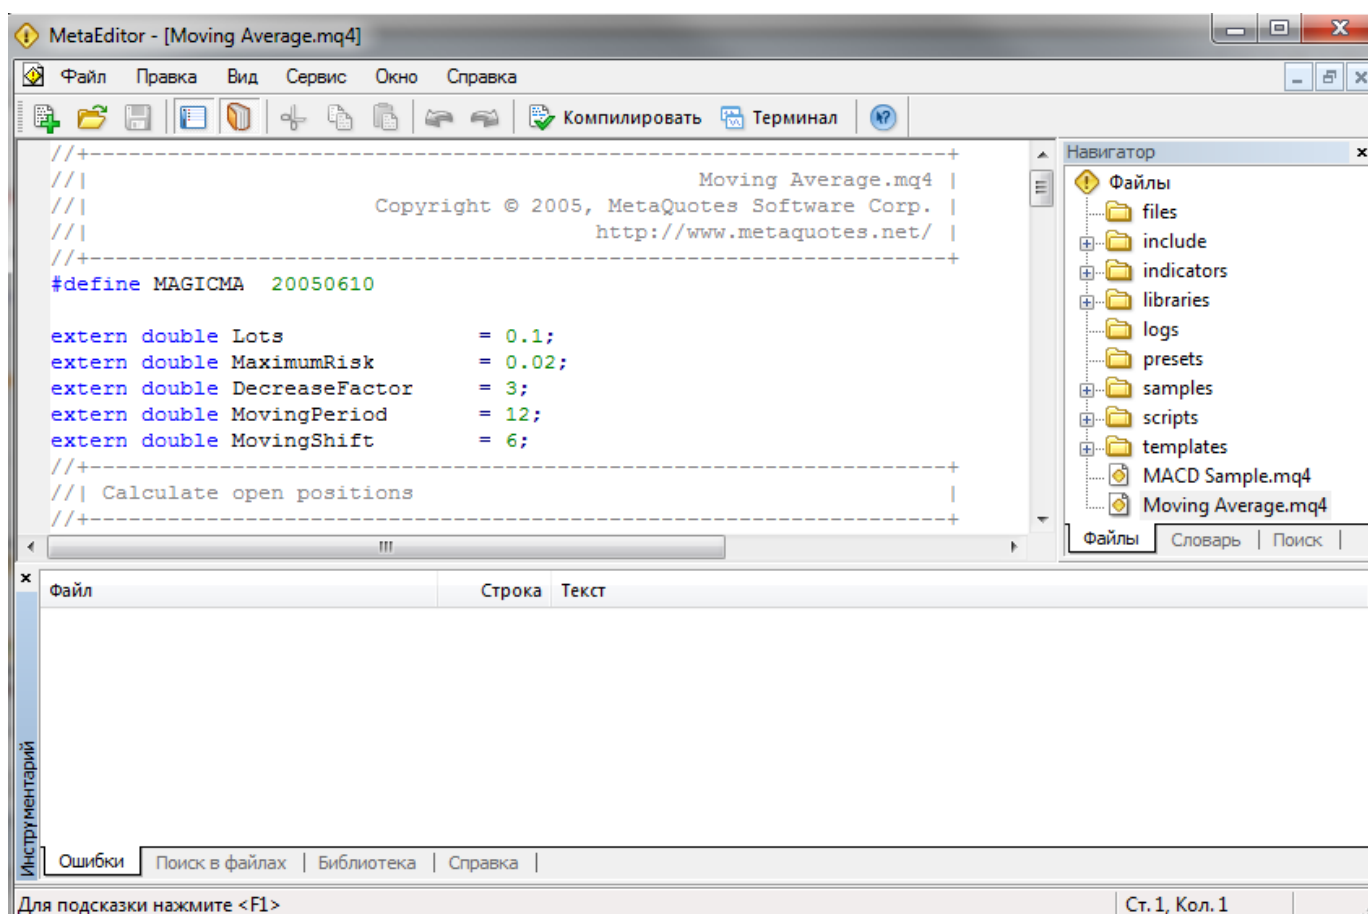 MetaEditor - [Moving Average.mq4]
Файл Правка Вид Сервис Окно Справка
Компилировать Терминал
//+------------------------------------------------------------------+
//| Moving Average.mq4 |
//| Copyright © 2005, MetaQuotes Software Corp. |
//| http://www.metaquotes.net/ |
//+------------------------------------------------------------------+
#define MAGICMA 20050610
extern double Lots = 0.1;
extern double MaximumRisk = 0.02;
extern double DecreaseFactor = 3;
extern double MovingPeriod = 12;
extern double MovingShift = 6;
//+------------------------------------------------------------------+
//| Calculate open positions |
//+------------------------------------------------------------------+
Навигатор
Файлы
files
include
indicators
libraries
logs
presets
samples
scripts
templates
MACD Sample.mq4
Moving Average.mq4
Файлы Словарь | Поиск |
Файл Строка Текст
Инструментарий
Ошибки Поиск в файлах | Библиотека | Справка |
Для подсказки нажмите <F1> Ст. 1, Кол. 1